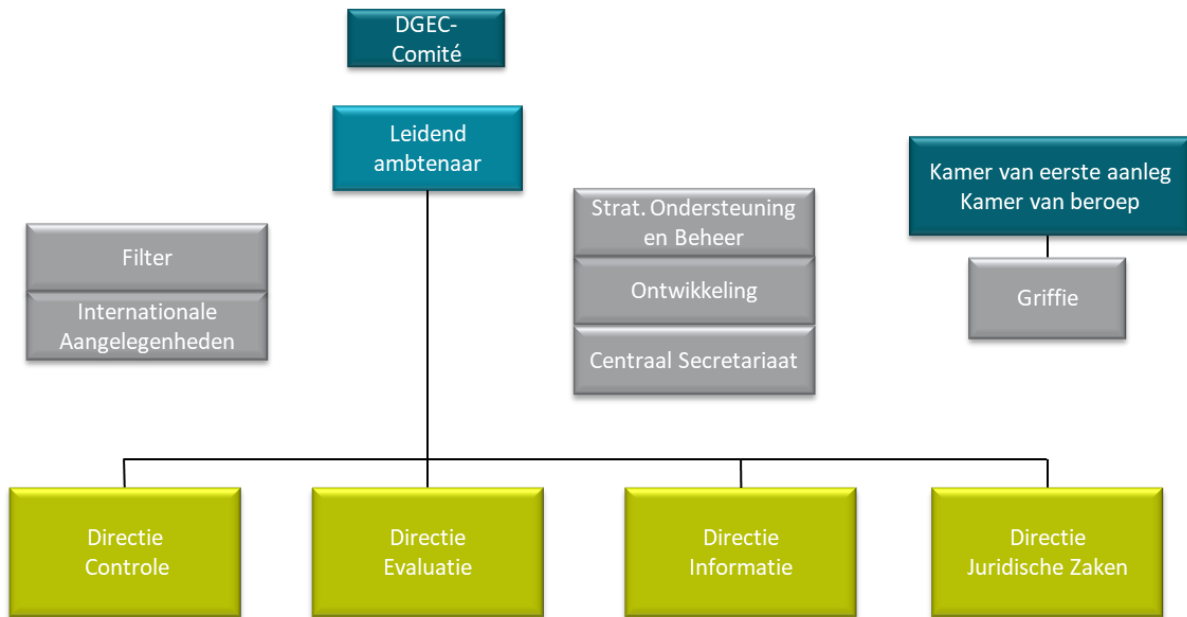 DGEC-
Comité
Leidend
ambtenaar
Kamer van eerste aanleg
Kamer van beroep
Strat. Ondersteuning
en Beheer
Filter
Ontwikkeling
Griffie
Internationale
Aangelegenheden
Centraal Secretariaat
Directie
Controle
Directie
Evaluatie
Directie
Informatie
Directie
Juridische Zaken